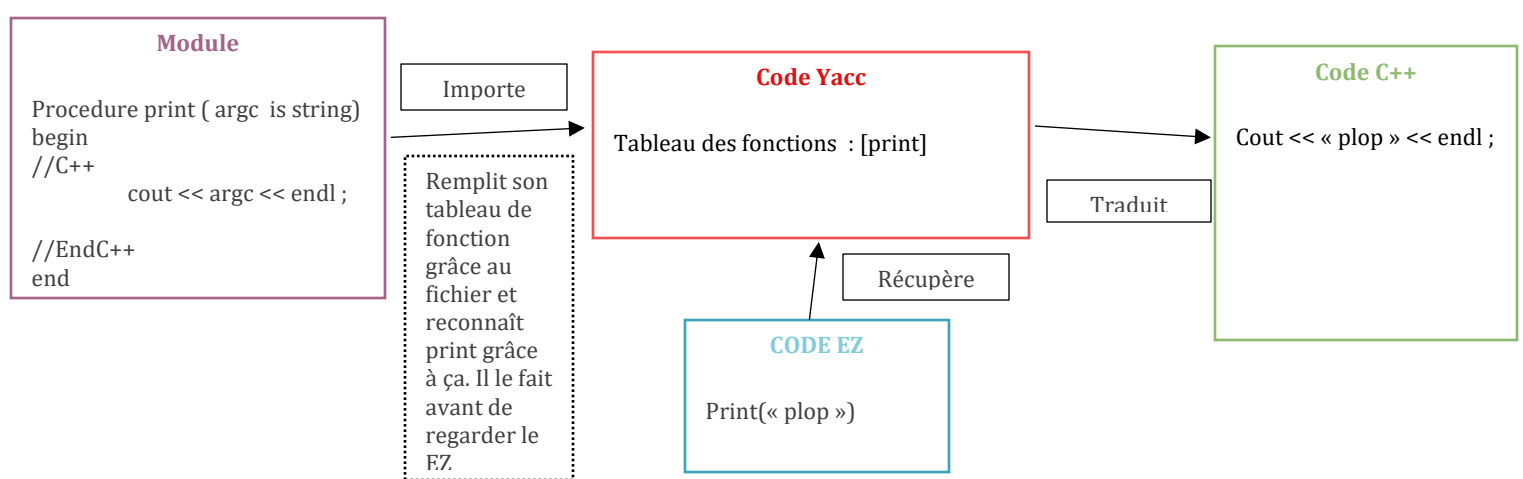 Module
Procedure print ( argc is string)
begin
//C++
cout << argc << endl ;
//EndC++
end
Importe
Remplit son
tableau de
fonction
grâce au
fichier et
reconnaît
print grâce
à ça. Il le fait
avant de
regarder le
EZ
Code Yacc
Tableau des fonctions : [print]
Récupère
CODE EZ
Print(« plop »)
Traduit
Code C++
Cout << « plop » << endl ;